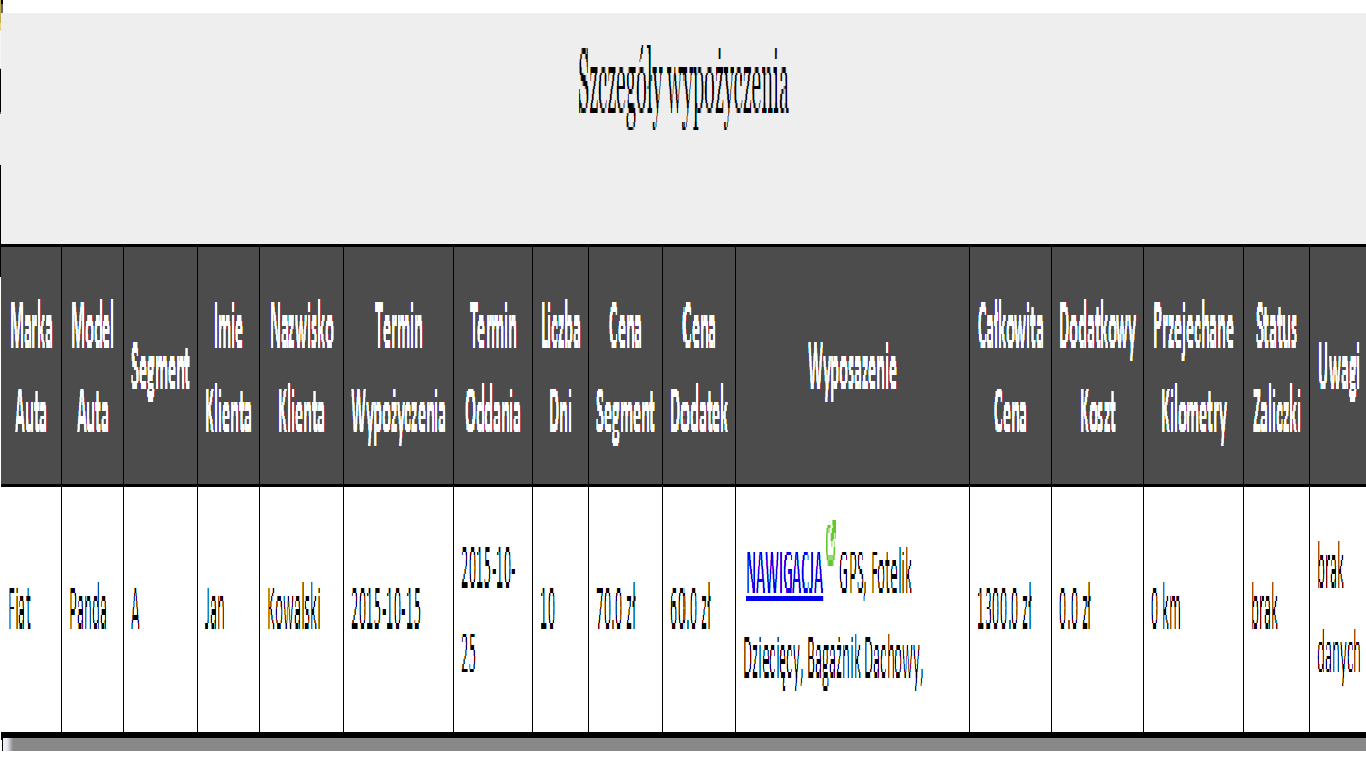 Szczegóły wypożyczenia
Marka Auta
Model Auta
Segment
Imie Klienta
Nazwisko Klienta
Termin Wypożyczenia
Termin Oddania
Liczba Dni
Cena Segment
Cena Dodatek
Wyposażenie
Całkowita Cena
Dodatkowy Koszt
Przejechane Kilometry
Status Zaliczki
Uwagi
Fiat
Panda
A
Jan
Kowalski
2015-10-15
2015-10-
25
10
70.0 zł
60.0 zł
NAWIGACJA GPS, Fotelik
Dziecięcy, Bagażnik Dachowy,
1300.0 zł
0.0 zł
0 km
brak
brak
danych